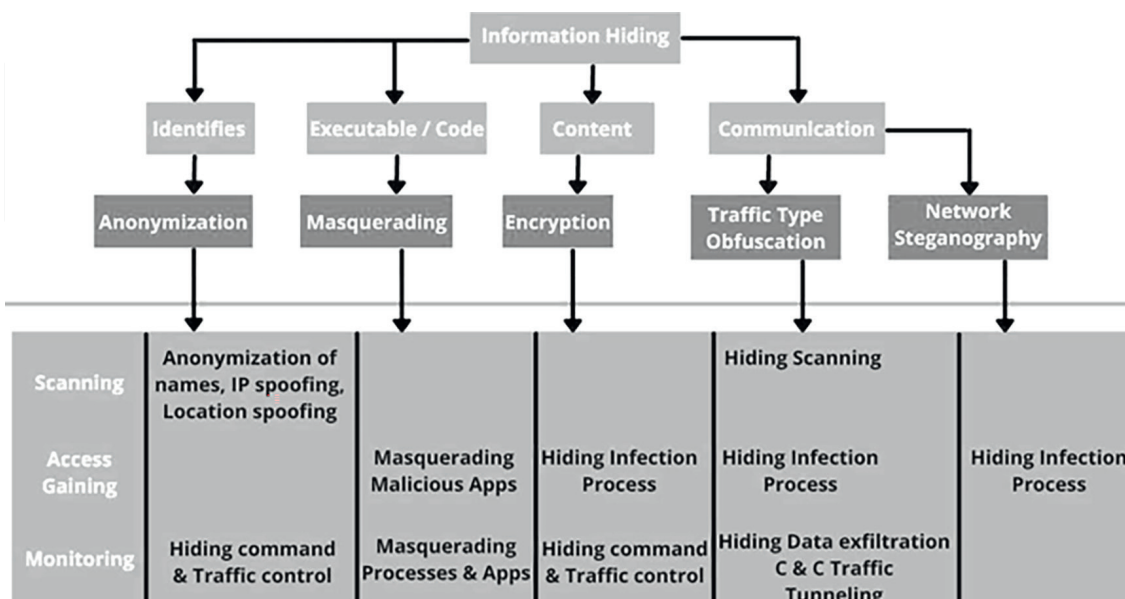 Information Hiding
Identifies
Executable / Code
Content
Communication
Anonymization
Masquerading
Encryption
Traffic Type
Obfuscation
Network
Steganography
Scanning
Anonymization of
names, IP spoofing,
Location spoofing
Hiding Scanning
Access
Gaining
Masquerading
Malicious Apps
Hiding Infection
Process
Hiding Infection
Process
Hiding Infection
Process
Monitoring
Hiding command
& Traffic control
Masquerading
Processes & Apps
Hiding command
& Traffic control
Hiding Data exfiltration
C & C Traffic
Tunneling